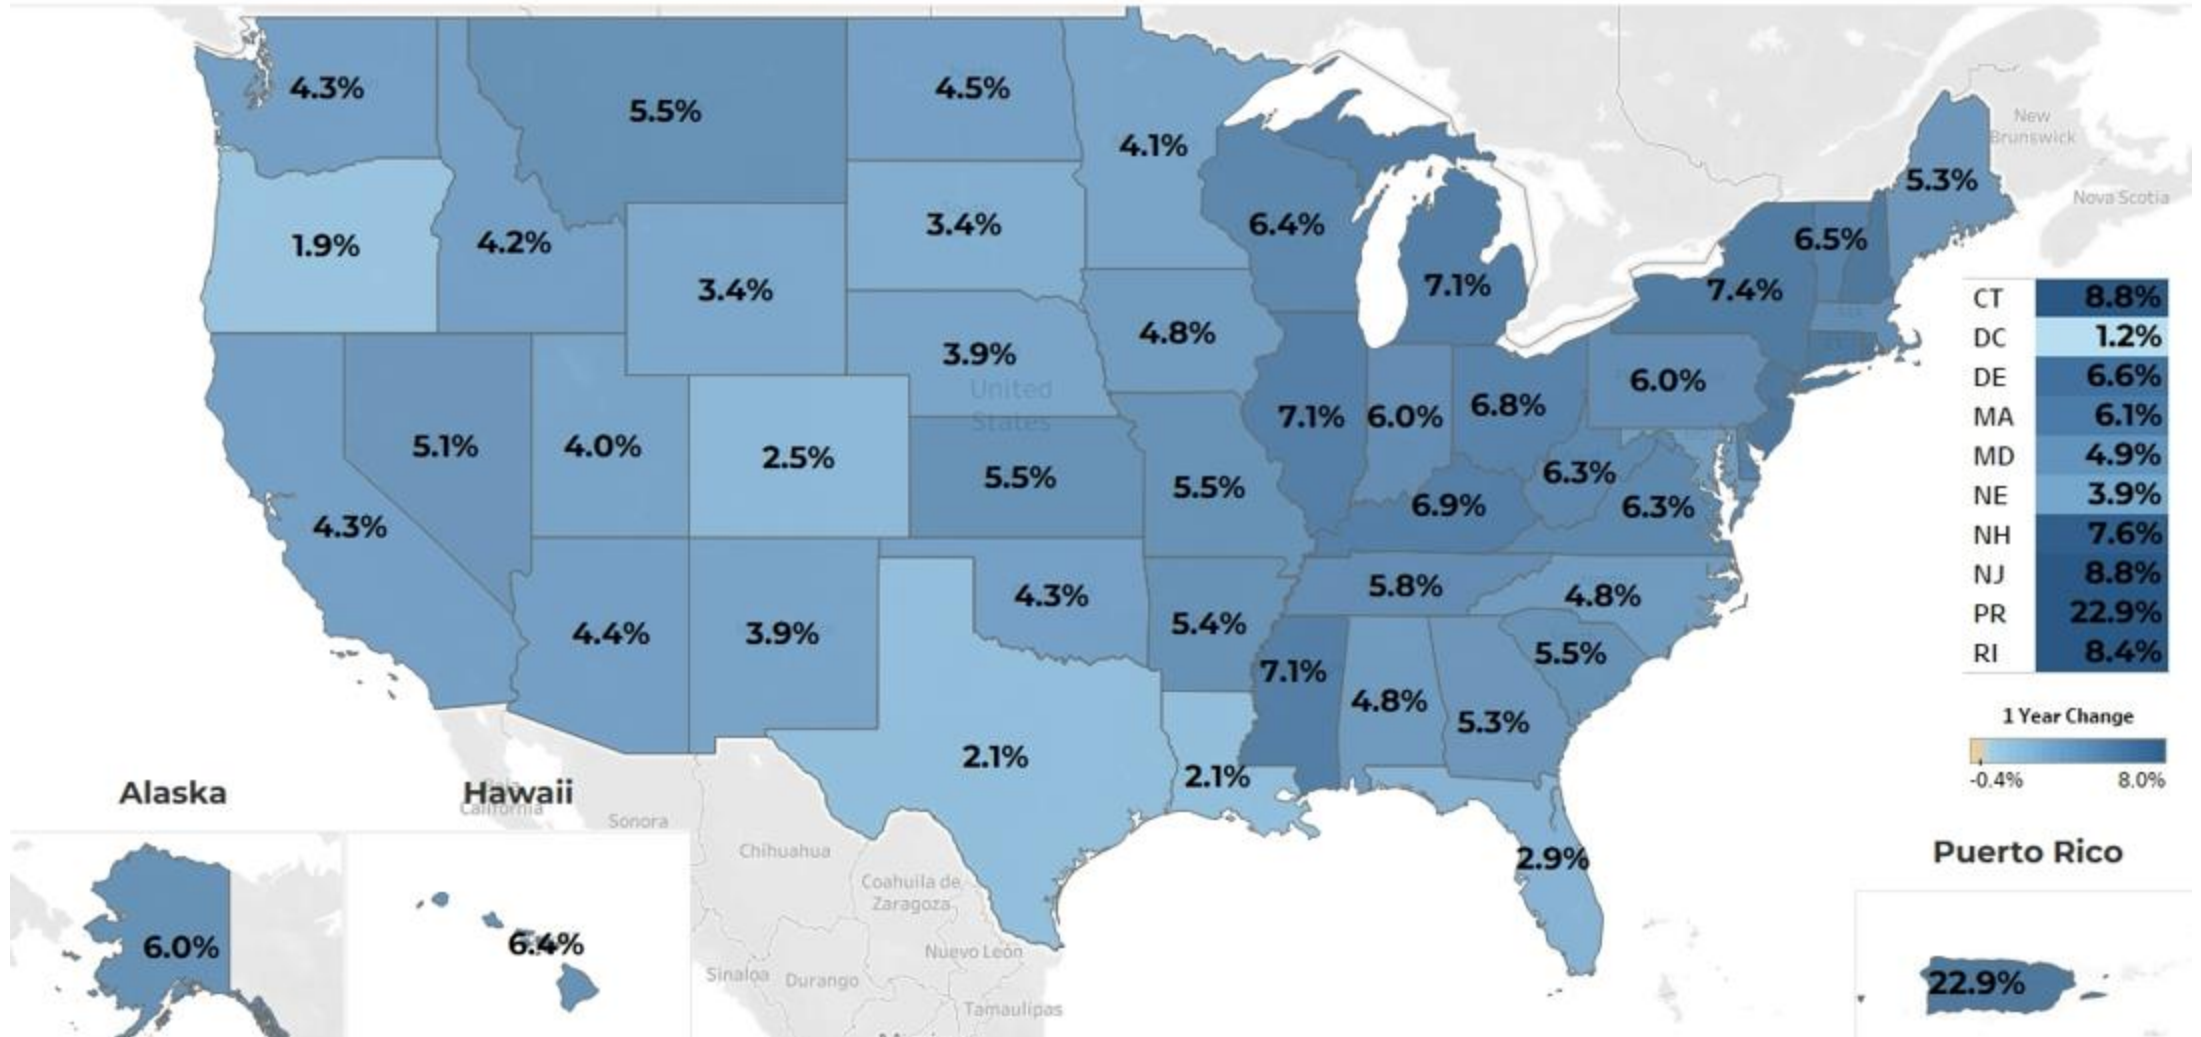 4.3%
5.5%
4.5%
4.1%
New
Brunswick
5.3%
Nova Scotia
1.9%
4.2%
3.4%
3.4%
6.4%
7.1%
6.5%
7.4%
3.9%
4.8%
United
States
6.0%
5.1%
4.0%
2.5%
5.5%
5.5%
7.1%
6.0%
6.8%
6.3%
6.9%
6.3%
4.3%
4.4%
3.9%
4.3%
5.4%
5.8%
4.8%
5.5%
7.1%
4.8%
5.3%
2.1%
2.1%
2.9%
CT 8.8%
DC 1.2%
DE 6.6%
MA 6.1%
MD 4.9%
NE 3.9%
NH 7.6%
NJ 8.8%
PR 22.9%
RI 8.4%
1 Year Change
-0.4% 8.0%
Alaska
6.0%
Hawaii
6.4%
California
Sonora
Chihuahua
Coahuila de
Zaragoza
Nuevo León
Sinaloa
Durango
Tamaulipas
Puerto Rico
22.9%